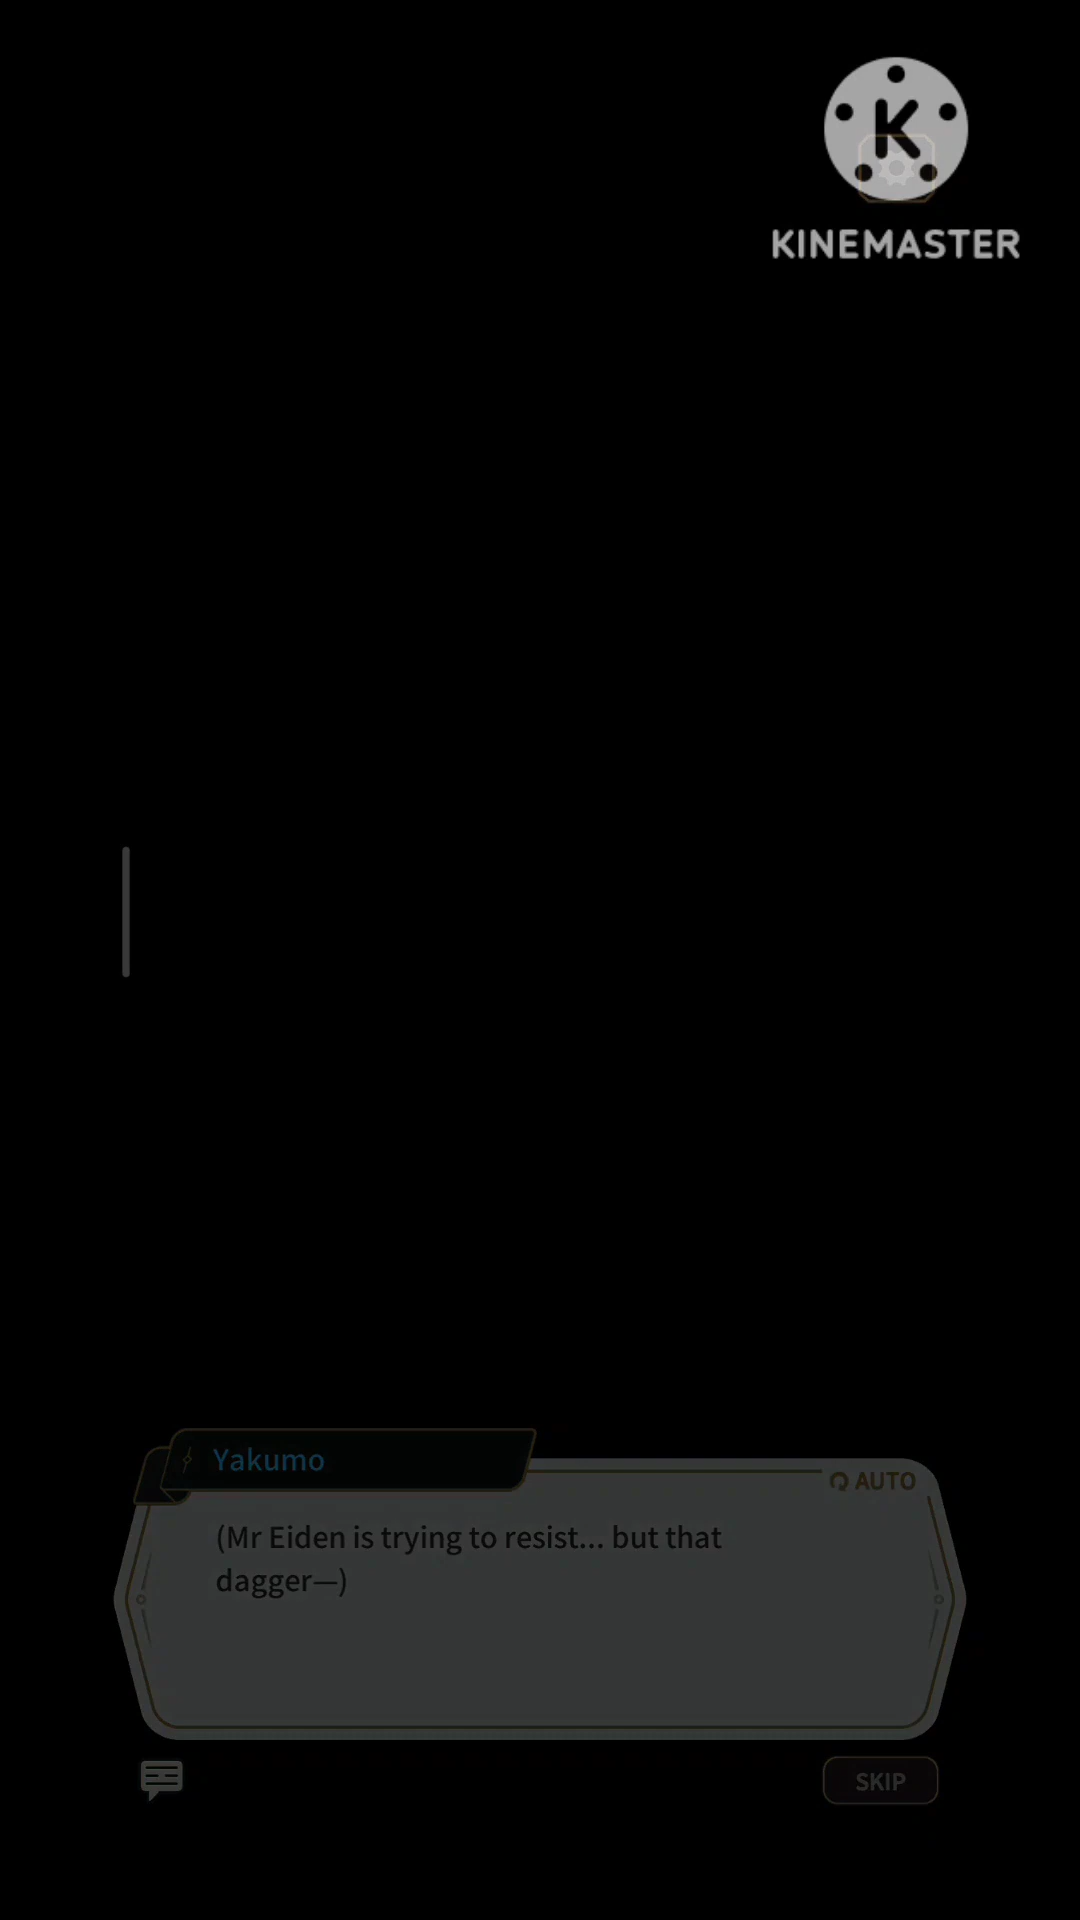 K
KINEMASTER
Yakumo
AUTO
(Mr Eiden is trying to resist... but that
dagger—)
SKIP